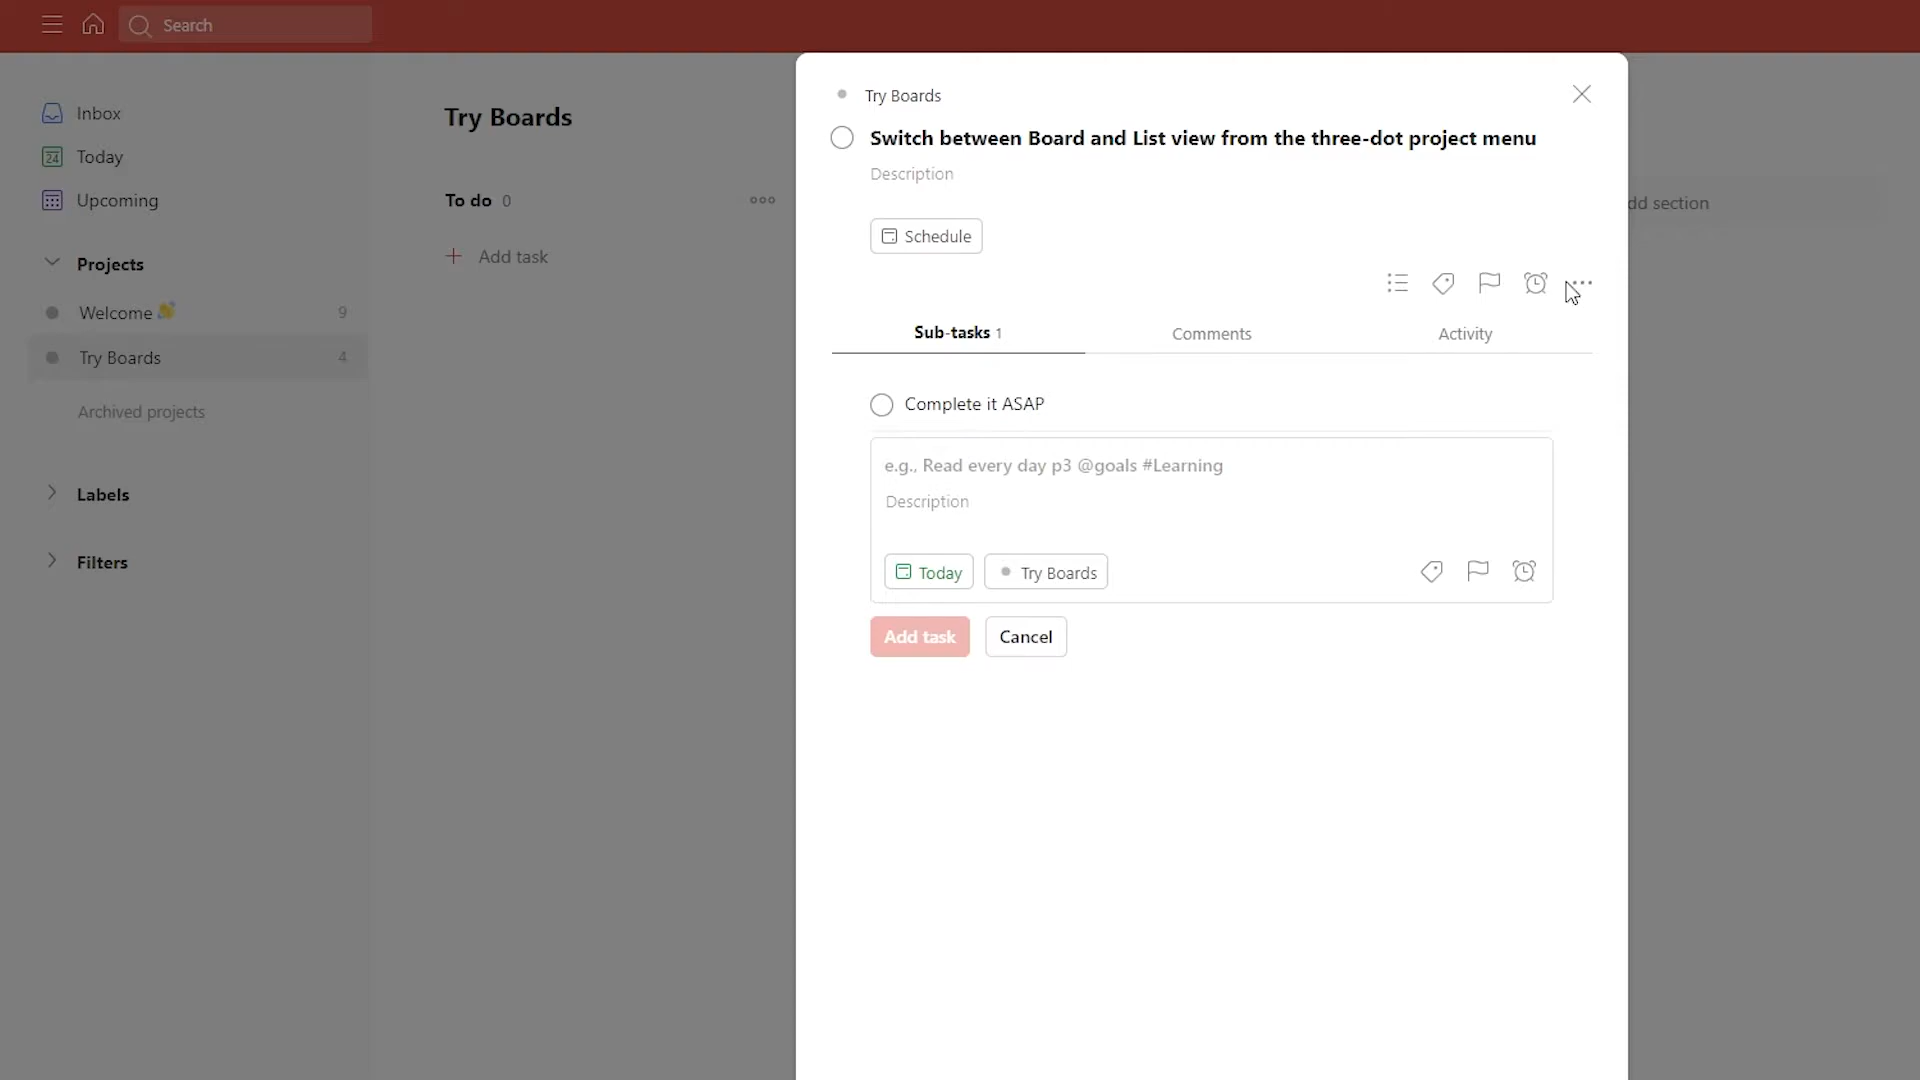 Search
Inbox
24
Today
Upcoming
Projects
Welcome 👋 9
Try Boards 4
Archived projects
Labels
Filters
Try Boards
To do 0
Add task
dd section
Try Boards
Switch between Board and List view from the three-dot project menu
Description
Schedule
Sub-tasks 1
Comments
Activity
Complete it ASAP
e.g., Read every day p3 @goals #Learning
Description
Today
Try Boards
Add task
Cancel